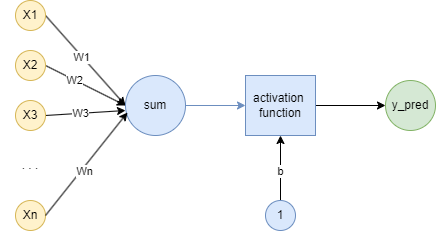 X1
W1
X2
W2
X3
W3
sum
activation
function
y_pred
. . .
Wn
b
Xn
1